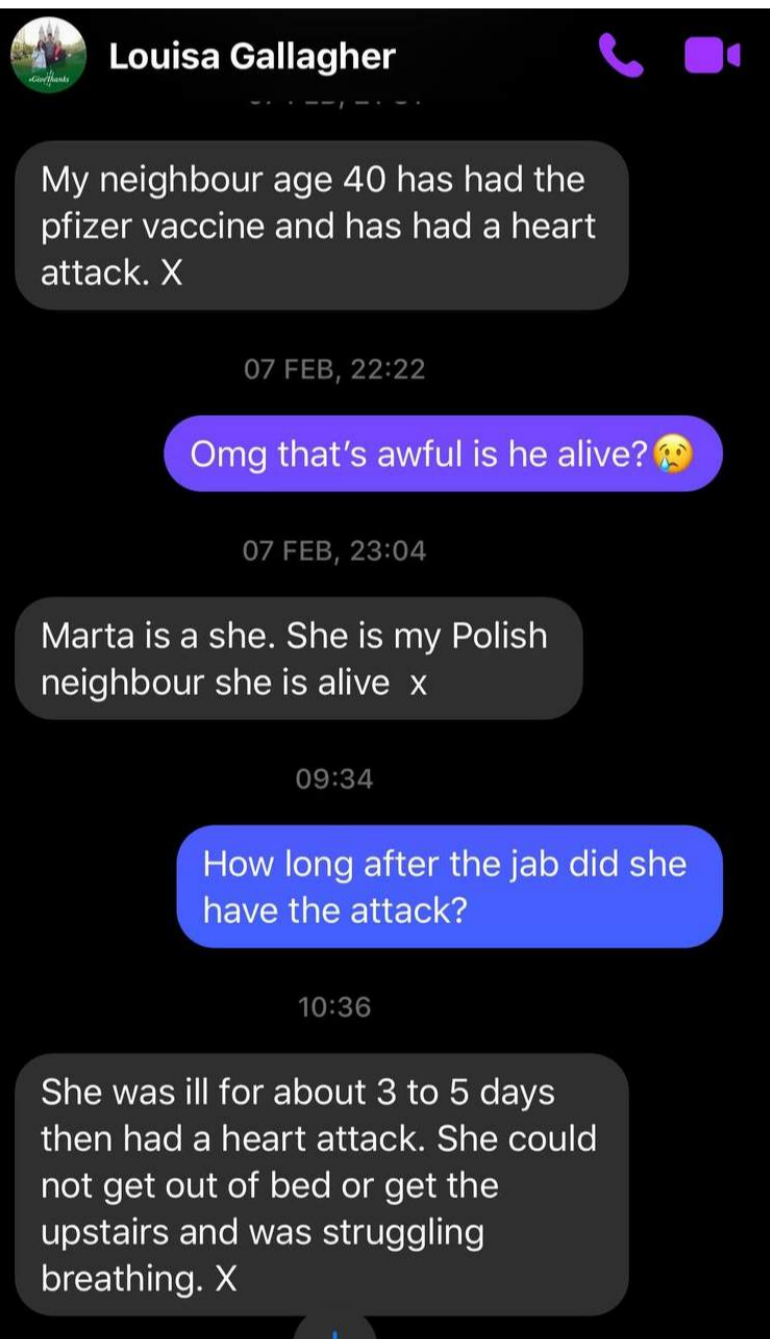 Louisa Gallagher
My neighbour age 40 has had the
pfizer vaccine and has had a heart
attack. X
07 FEB, 22:22
Omg that's awful is he alive?😢
07 FEB, 23:04
Marta is a she. She is my Polish
neighbour she is alive x
09:34
How long after the jab did she
have the attack?
10:36
She was ill for about 3 to 5 days
then had a heart attack. She could
not get out of bed or get the
upstairs and was struggling
breathing. X